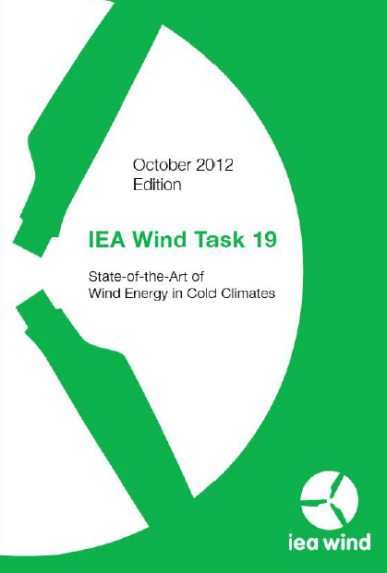 October 2012
Edition
IEA Wind Task 19
State-of-the-Art of
Wind Energy in Cold Climates
iea wind